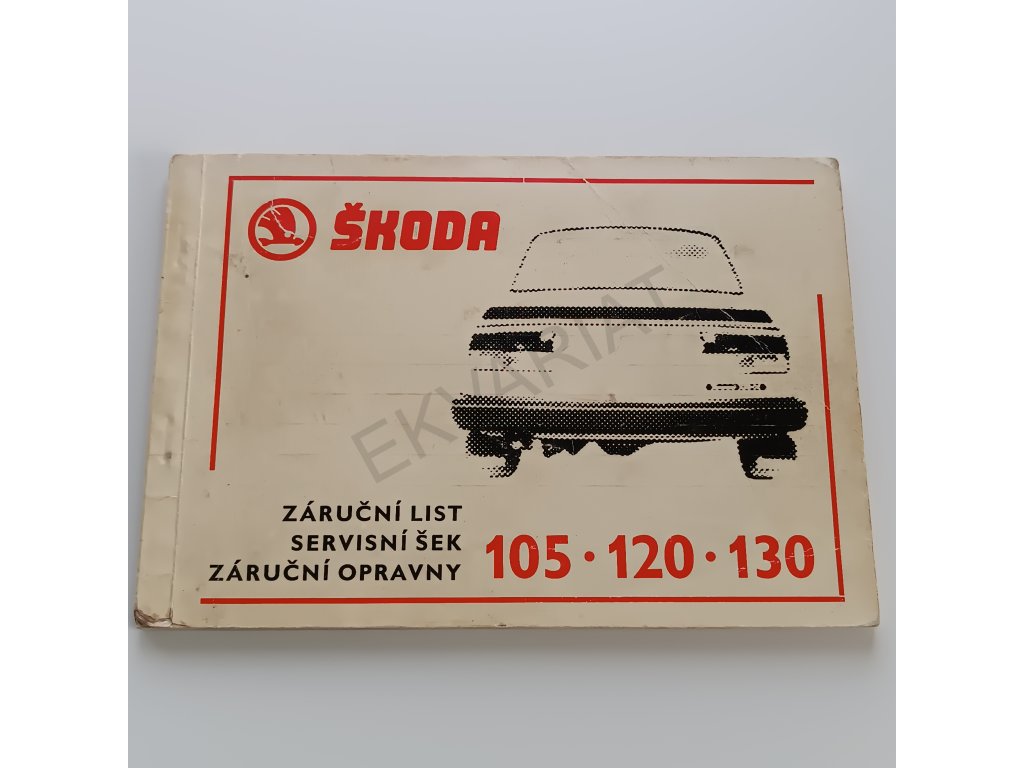 ŠKODA
EKVARIAT
ZÁRUČNÍ LIST
SERVISNÍ ŠEK
ZÁRUČNÍ OPRAVNY
105 · 120 · 130